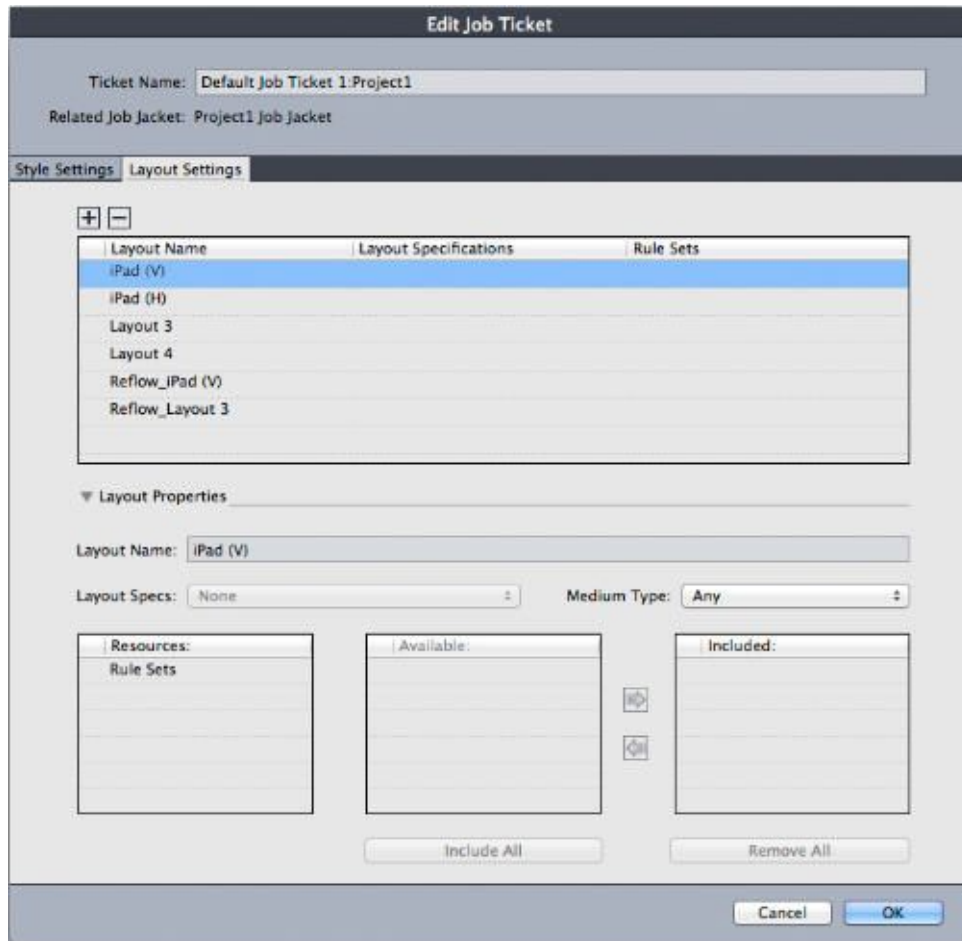 Edit Job Ticket
Ticket Name: Default Job Ticket 1:Project1
Related Job Jacket: Project1 Job Jacket
Style Settings Layout Settings
Layout Name Layout Specifications Rule Sets
iPad (V)
iPad (H)
Layout 3
Layout 4
Reflow_iPad (V)
Reflow_Layout 3
Layout Properties
Layout Name: iPad (V)
Layout Specs: None Medium Type: Any
Resources: Available: Included:
Rule Sets
Include All Remove All
Cancel OK